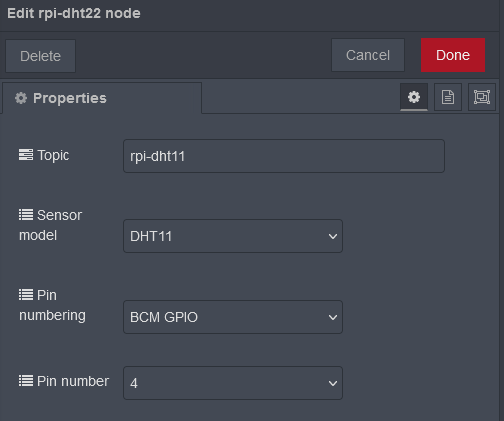 Edit rpi-dht22 node
Delete Cancel Done
Properties
Topic rpi-dht11
Sensor
model DHT11
Pin
numbering BCM GPIO
Pin number 4